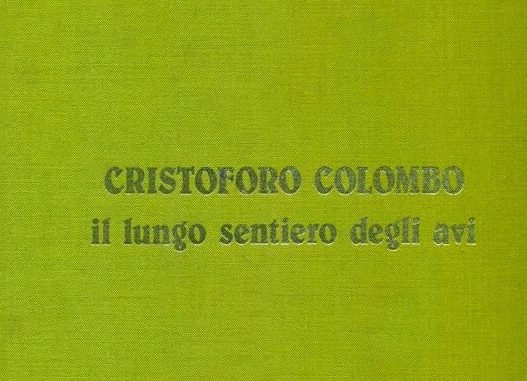 CRISTOFORO COLOMBO
il lungo sentiero degli avi